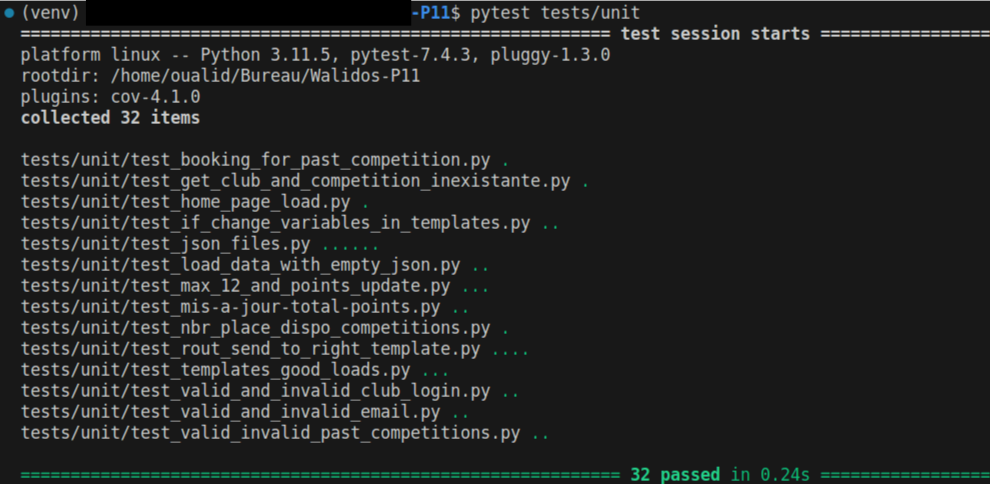 (venv) -P11$ pytest tests/unit
============================================================ test session starts =================
platform linux -- Python 3.11.5, pytest-7.4.3, pluggy-1.3.0
rootdir: /home/oualid/Bureau/Walidos-P11
plugins: cov-4.1.0
collected 32 items
tests/unit/test_booking_for_past_competition.py .
tests/unit/test_get_club_and_competition_inexistante.py .
tests/unit/test_home_page_load.py .
tests/unit/test_if_change_variables_in_templates.py ..
tests/unit/test_json_files.py ......
tests/unit/test_load_data_with_empty_json.py ..
tests/unit/test_max_12_and_points_update.py ...
tests/unit/test_mis-a-jour-total-points.py ..
tests/unit/test_nbr_place_dispo_competitions.py .
tests/unit/test_rout_send_to_right_template.py ....
tests/unit/test_templates_good_loads.py ...
tests/unit/test_valid_and_invalid_club_login.py ..
tests/unit/test_valid_and_invalid_email.py ..
tests/unit/test_valid_invalid_past_competitions.py ..
============================================================ 32 passed in 0.24s =================